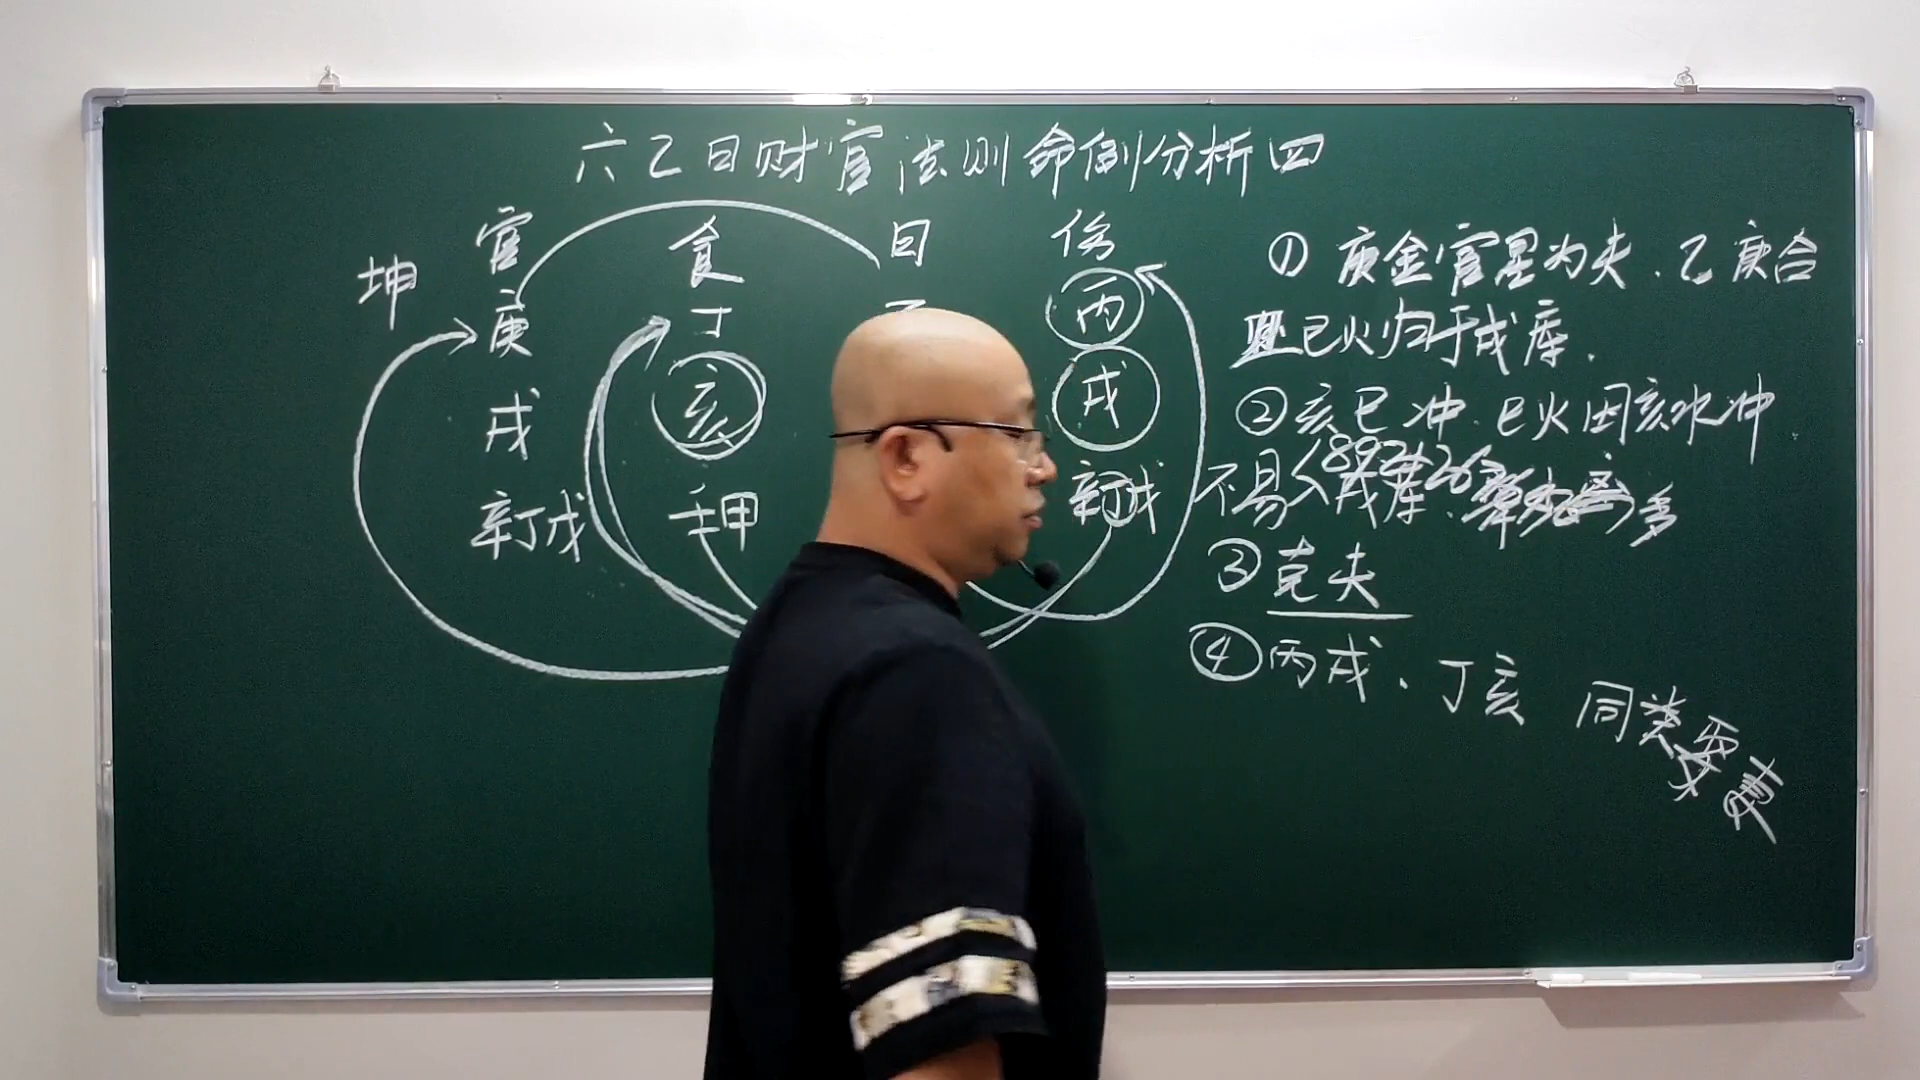 六乙日财官法则命例分析四
官 食 日 伤
坤 庚 丁 丙
戌 亥 戌
辛丁戊 壬甲 辛丁戊
① 庚金官星为夫.乙庚合
且巳火归于戌库.
② 亥巳冲.巳火因亥水冲
不易入戌库. 多
③ 克夫
④ 丙戌.丁亥 同类